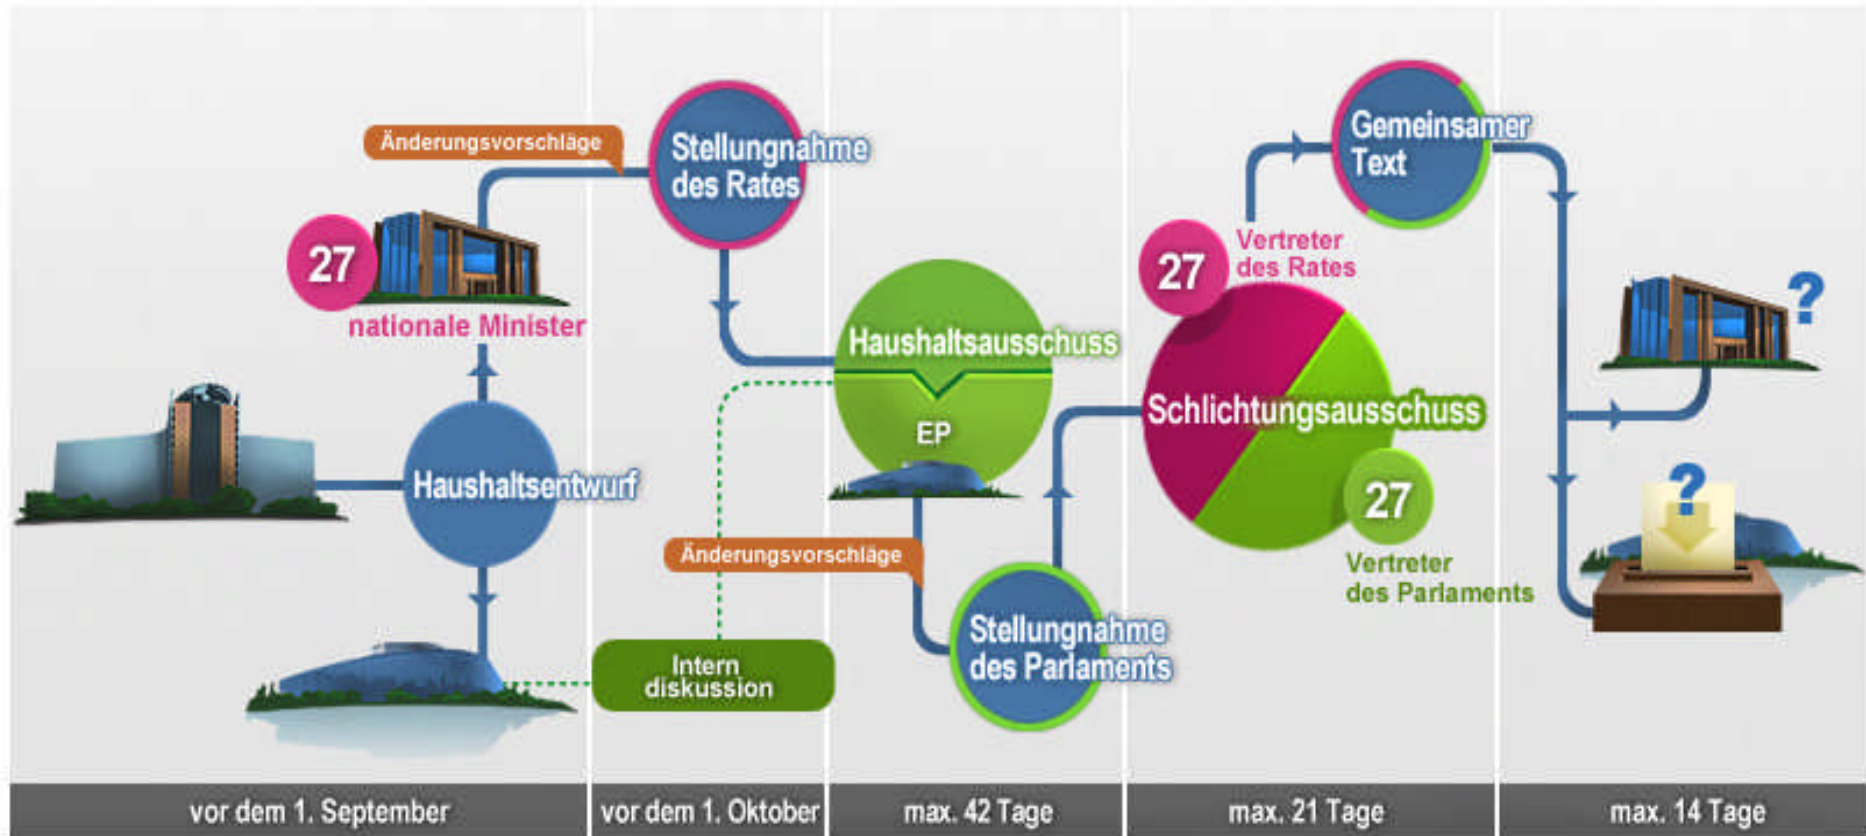 Änderungsvorschläge
27
nationale Minister
Haushaltsentwurf
Stellungnahme
des Rates
Intern
diskussion
Haushaltsausschuss
EP
Änderungsvorschläge
Stellungnahme
des Parlaments
27
Vertreter
des Rates
Schlichtungsausschuss
27
Vertreter
des Parlaments
Gemeinsamer
Text
?
?
vor dem 1. September
vor dem 1. Oktober
max. 42 Tage
max. 21 Tage
max. 14 Tage